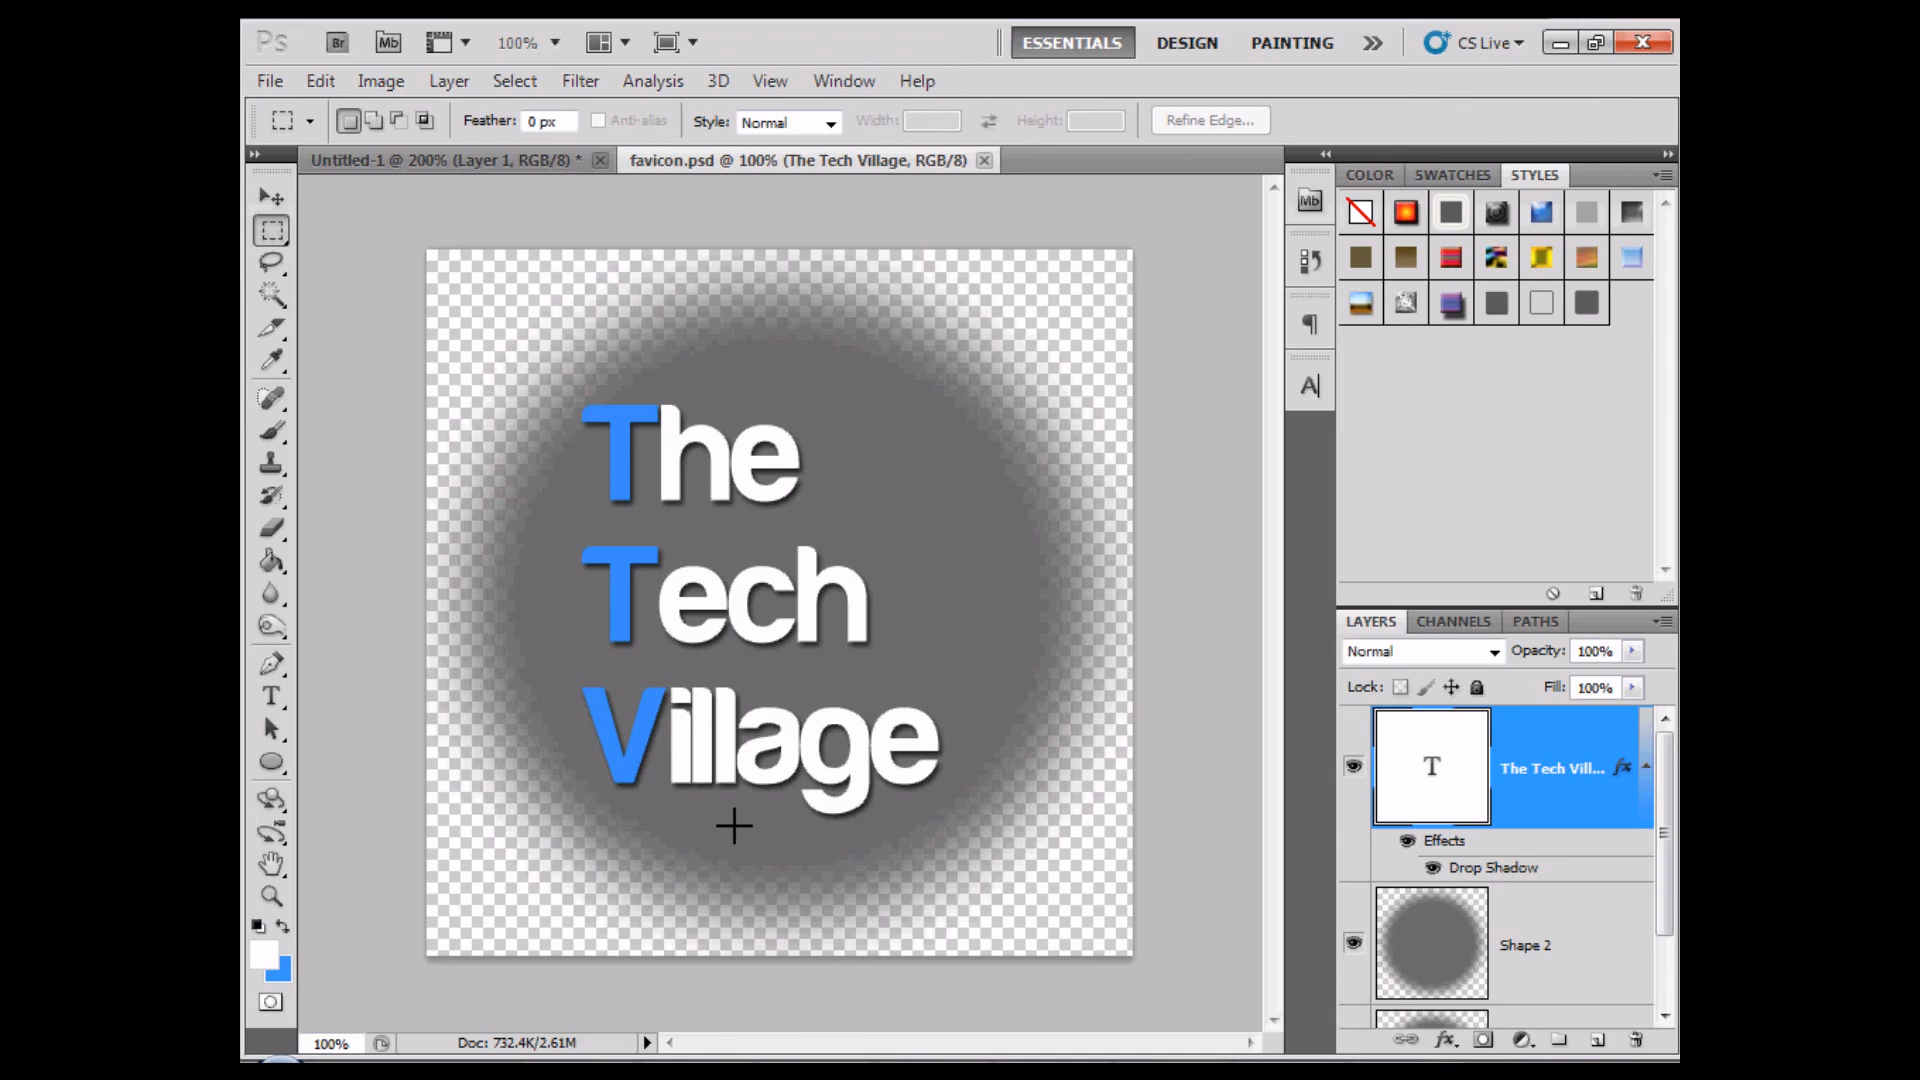 Ps Br Mb 100% ESSENTIALS DESIGN PAINTING CS Live
File Edit Image Layer Select Filter Analysis 3D View Window Help
Feather: 0 px Anti-alias Style: Normal Width: Height: Refine Edge...
Untitled-1 @ 200% (Layer 1, RGB/8) * favicon.psd @ 100% (The Tech Village, RGB/8)
COLOR SWATCHES STYLES
Mb
The
Tech
Village
LAYERS CHANNELS PATHS
Normal Opacity: 100%
Lock: Fill: 100%
T The Tech Vill... fx
Effects
Drop Shadow
Shape 2
100% Doc: 732.4K/2.61M